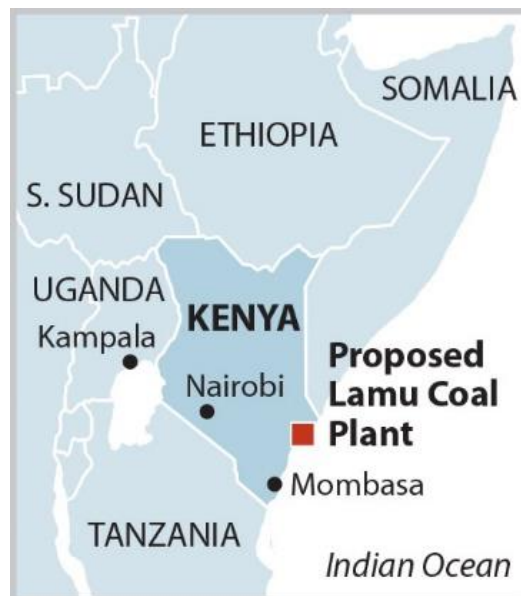 SOMALIA
ETHIOPIA
S. SUDAN
UGANDA
KENYA
Kampala
Proposed
Lamu Coal
Plant
Nairobi
Mombasa
TANZANIA
Indian Ocean